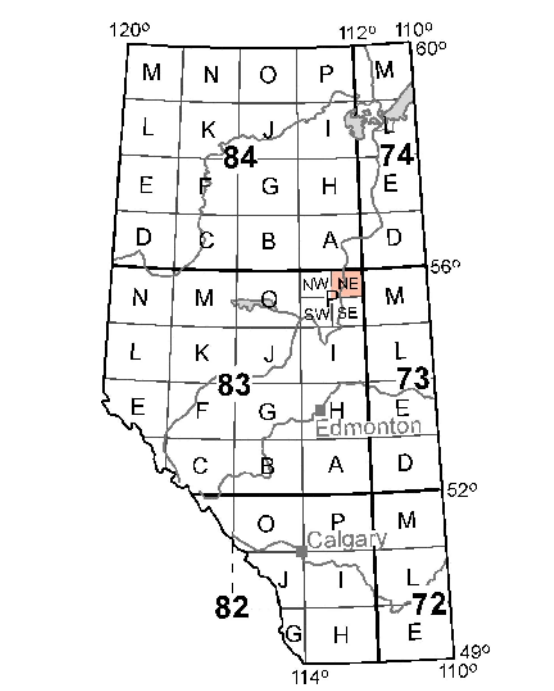 120° 112° 110°
60°
M N O P M
L K J I L
84 74
E F G H E
D C B A D
56°
NW NE
N M O P M
SW SE
L K J I L
83 73
E F G H E
Edmonton
C B A D
52°
O P M
Calgary
J I L
82 72
G H E
49°
114° 110°